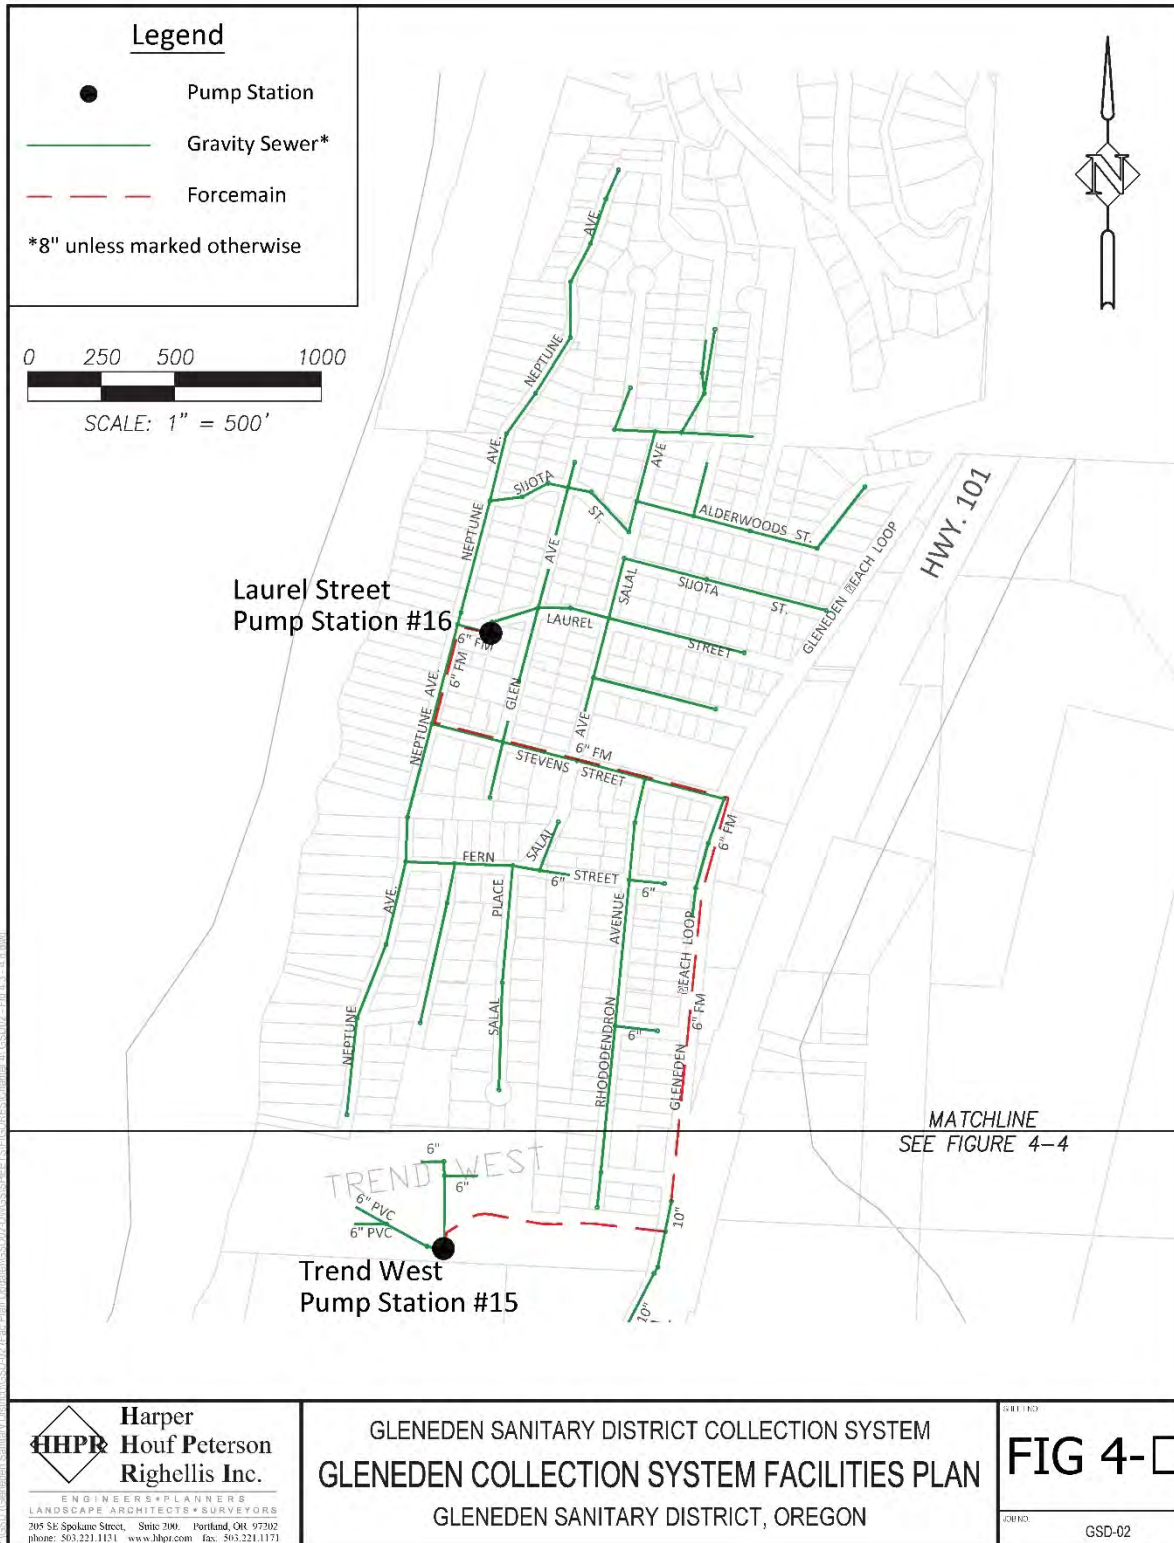 Legend
Pump Station
Gravity Sewer*
Forcemain
*8" unless marked otherwise
N
0 250 500 1000
SCALE: 1" = 500'
AVE.
NEPTUNE
AVE.
NEPTUNE
SIJOTA
ST.
AVE
AVE
ALDERWOODS ST.
HWY. 101
GLENEDEN BEACH LOOP
SALAL
SIJOTA
ST.
Laurel Street
Pump Station #16
6" FM
6" FM
LAUREL
STREET
NEPTUNE AVE.
GLEN
AVE
6" FM
STEVENS STREET
6" FM
FERN
SALAL
6" STREET
6"
AVE.
PLACE
SALAL
NEPTUNE
AVENUE
RHODODENDRON
6"
EACH LOOP
6" FM
GLENEDEN
MATCHLINE
SEE FIGURE 4-4
TREND WEST
6"
6"
6" PVC
6" PVC
10"
10"
Trend West
Pump Station #15
HHPR
Harper
Houf Peterson
Righellis Inc.
ENGINEERS•PLANNERS
LANDSCAPE ARCHITECTS•SURVEYORS
205 SE Spokane Street, Suite 200, Portland, OR 97202
phone: 503.221.1131 www.hhpr.com fax: 503.221.1171
GLENEDEN SANITARY DISTRICT COLLECTION SYSTEM
GLENEDEN COLLECTION SYSTEM FACILITIES PLAN
GLENEDEN SANITARY DISTRICT, OREGON
SHEET NO.
FIG 4-
JOB NO.
GSD-02